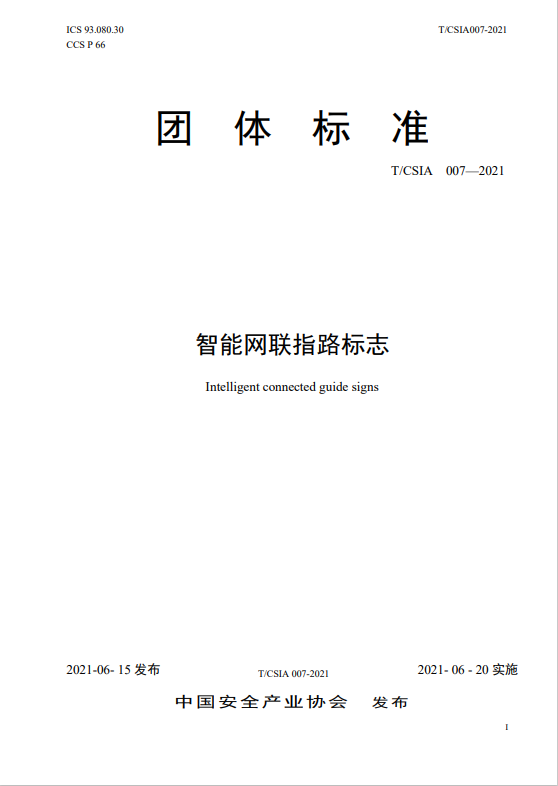 ICS 93.080.30
T/CSIA007-2021
CCS P 66
团 体 标 准
T/CSIA 007—2021
智能网联指路标志
Intelligent connected guide signs
2021-06- 15 发布
T/CSIA 007-2021
2021- 06 - 20 实施
中国安全产业协会 发布
I